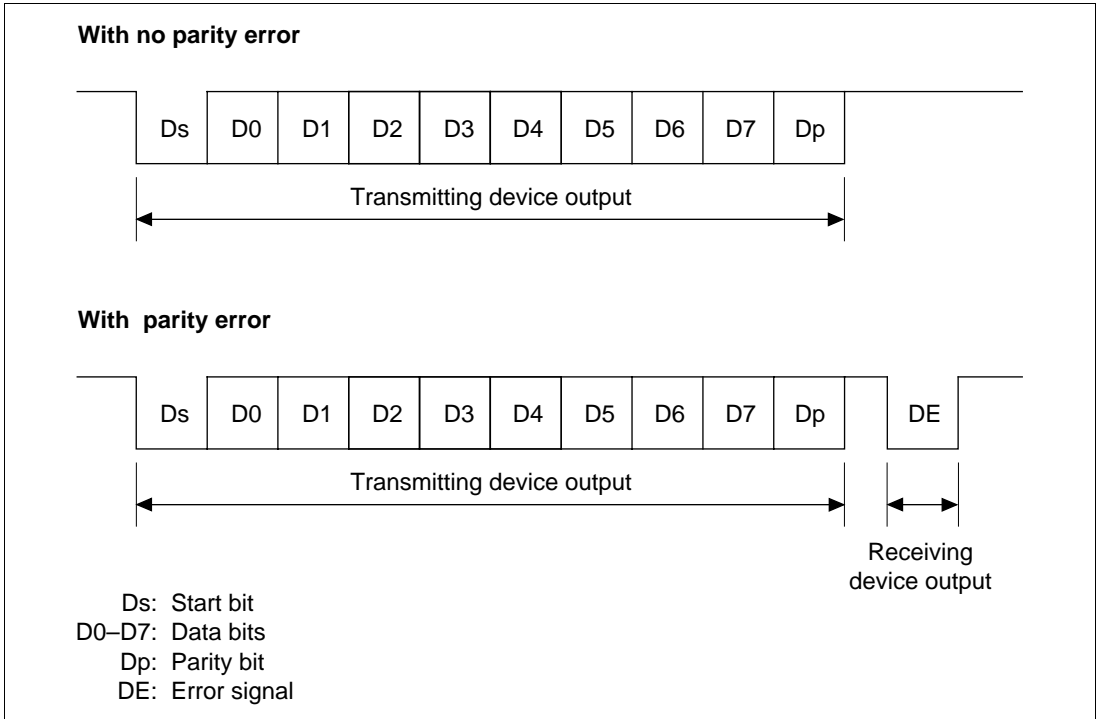 With no parity error
Ds D0 D1 D2 D3 D4 D5 D6 D7 Dp
Transmitting device output
With parity error
Ds D0 D1 D2 D3 D4 D5 D6 D7 Dp DE
Transmitting device output
Receiving
device output
Ds: Start bit
D0–D7: Data bits
Dp: Parity bit
DE: Error signal